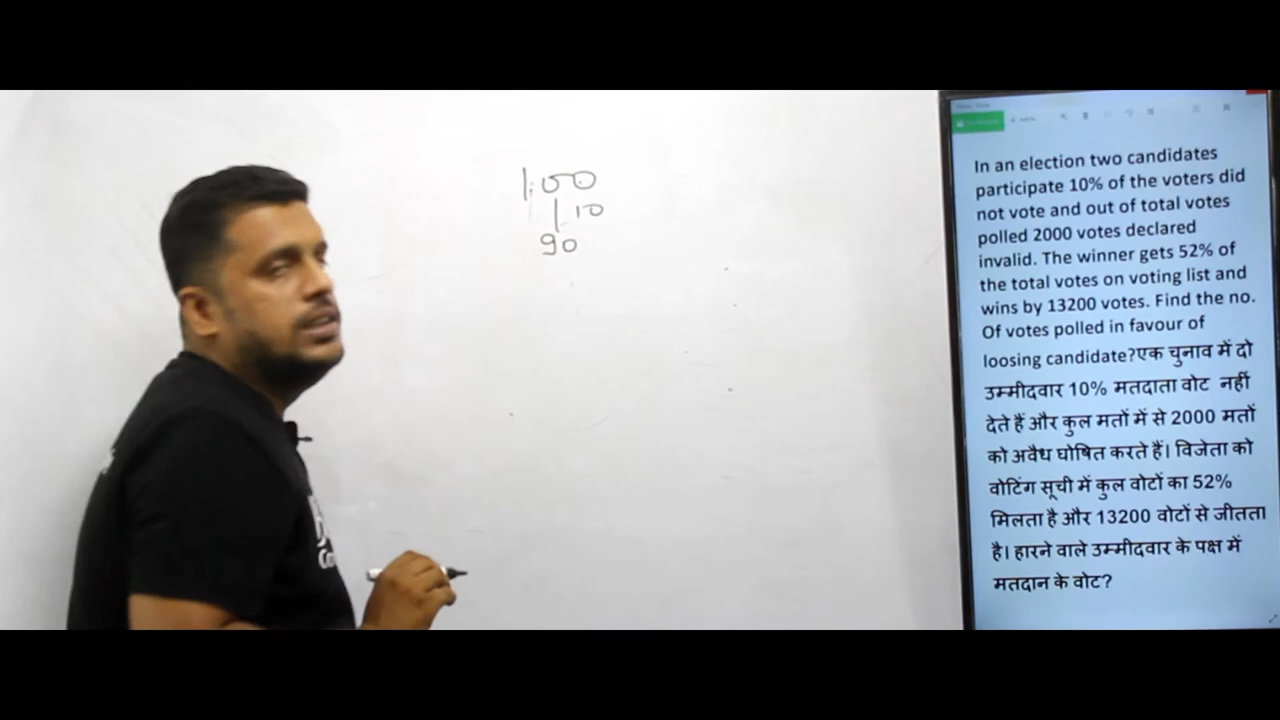 1.00
10
90
In an election two candidates
participate 10% of the voters did
not vote and out of total votes
polled 2000 votes declared
invalid. The winner gets 52% of
the total votes on voting list and
wins by 13200 votes. Find the no.
Of votes polled in favour of
loosing candidate?एक चुनाव में दो
उम्मीदवार 10% मतदाता वोट नहीं
देते हैं और कुल मतों में से 2000 मतों
को अवैध घोषित करते हैं। विजेता को
वोटिंग सूची में कुल वोटों का 52%
मिलता है और 13200 वोटों से जीतता
है। हारने वाले उम्मीदवार के पक्ष में
मतदान के वोट?